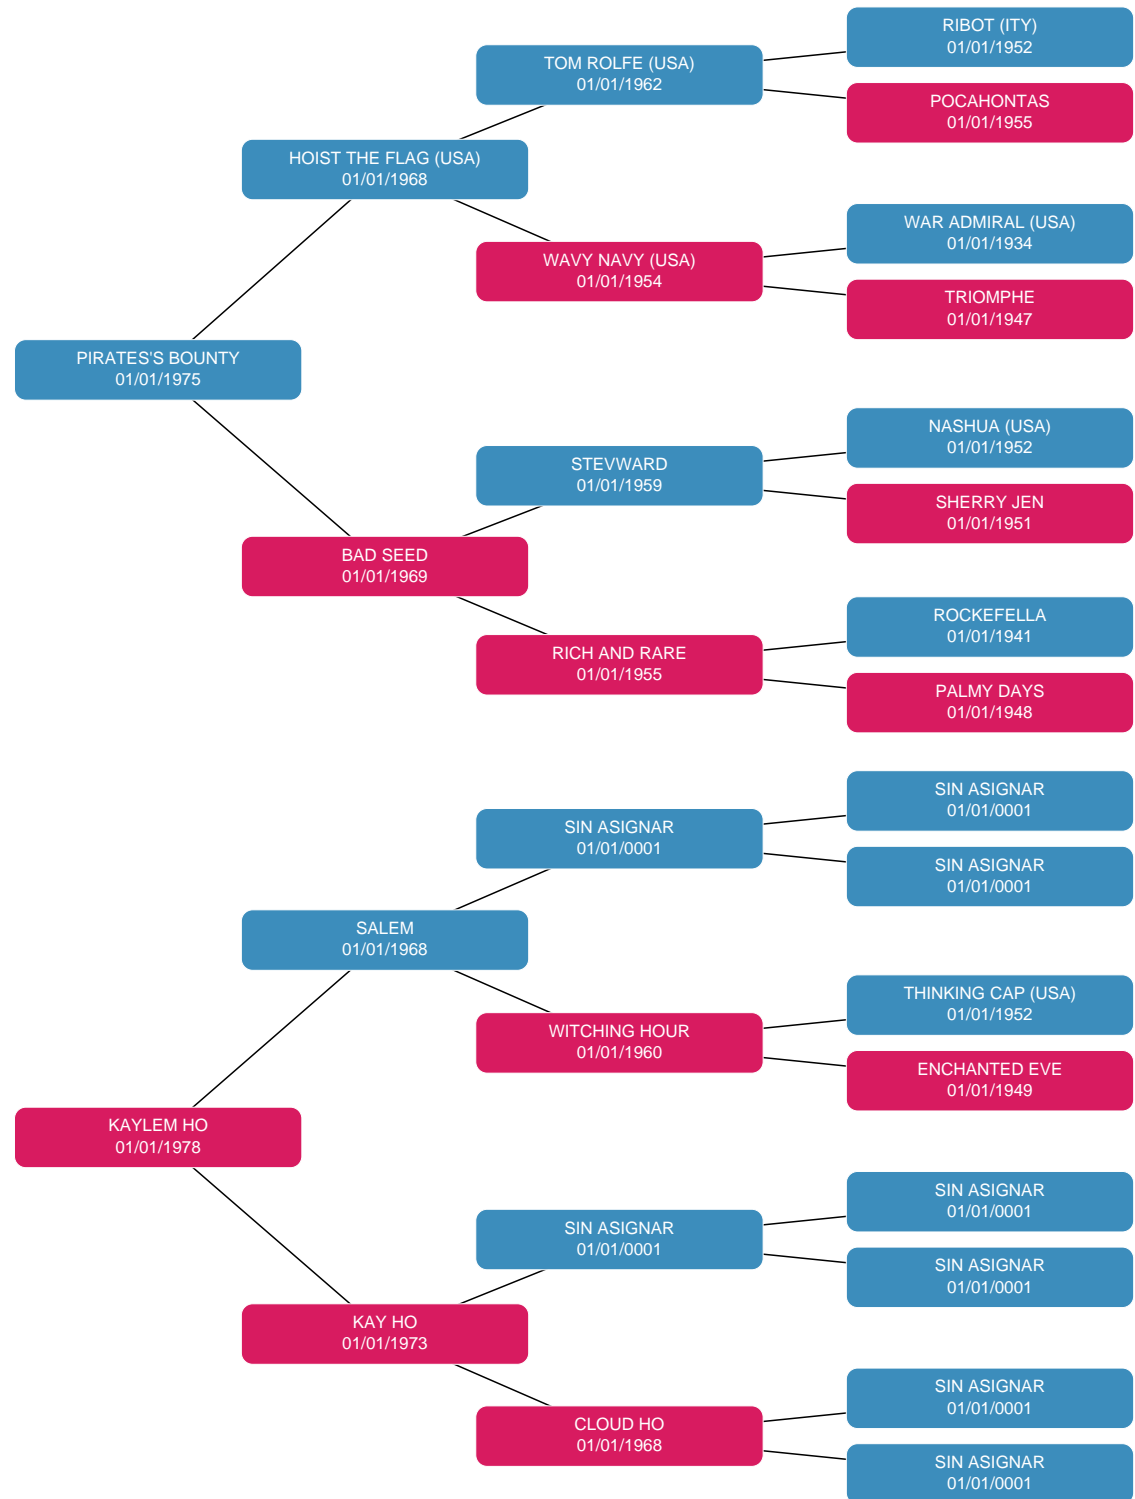 RIBOT (ITY)
01/01/1952
TOM ROLFE (USA)
01/01/1962
POCAHONTAS
01/01/1955
HOIST THE FLAG (USA)
01/01/1968
WAR ADMIRAL (USA)
01/01/1934
WAVY NAVY (USA)
01/01/1954
TRIOMPHE
01/01/1947
PIRATES'S BOUNTY
01/01/1975
NASHUA (USA)
01/01/1952
STEVWARD
01/01/1959
SHERRY JEN
01/01/1951
BAD SEED
01/01/1969
ROCKEFELLA
01/01/1941
RICH AND RARE
01/01/1955
PALMY DAYS
01/01/1948
SIN ASIGNAR
01/01/0001
SIN ASIGNAR
01/01/0001
SIN ASIGNAR
01/01/0001
SALEM
01/01/1968
THINKING CAP (USA)
01/01/1952
WITCHING HOUR
01/01/1960
ENCHANTED EVE
01/01/1949
KAYLEM HO
01/01/1978
SIN ASIGNAR
01/01/0001
SIN ASIGNAR
01/01/0001
SIN ASIGNAR
01/01/0001
KAY HO
01/01/1973
SIN ASIGNAR
01/01/0001
CLOUD HO
01/01/1968
SIN ASIGNAR
01/01/0001